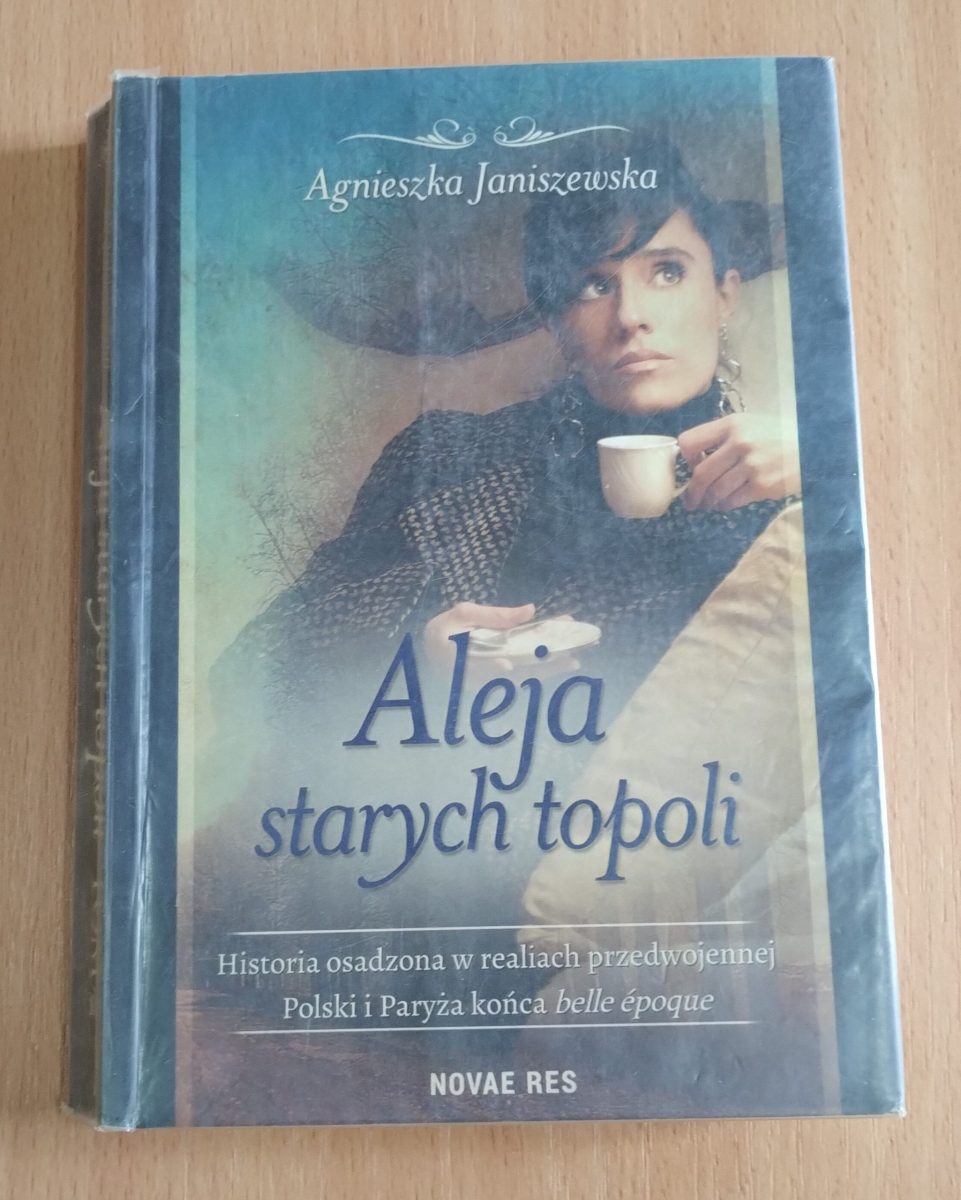 Agnieszka Janiszewska
Aleja
starych topoli
Historia osadzona w realiach przedwojennej
Polski i Paryża końca belle époque
NOVAE RES